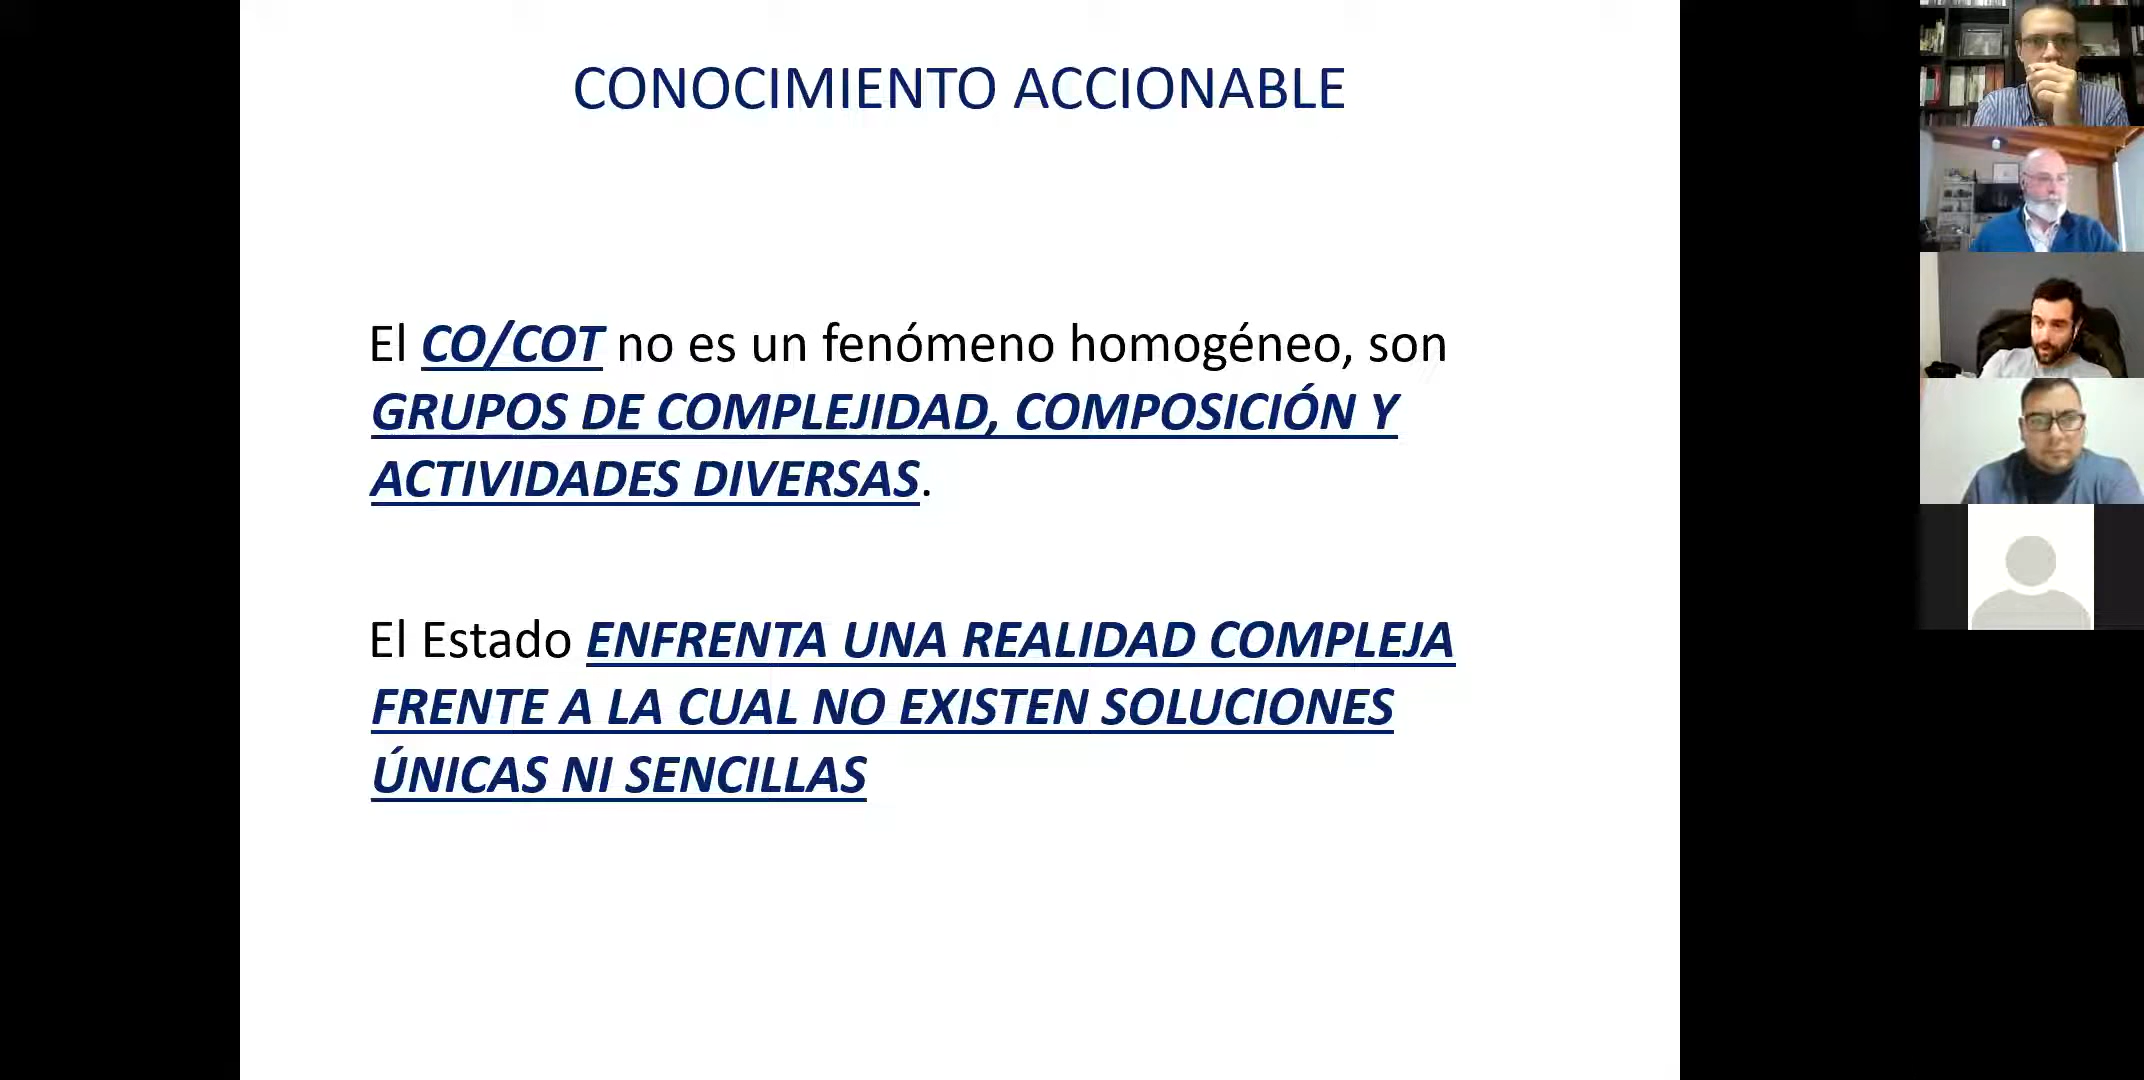 CONOCIMIENTO ACCIONABLE
El CO/COT no es un fenómeno homogéneo, son
GRUPOS DE COMPLEJIDAD, COMPOSICIÓN Y
ACTIVIDADES DIVERSAS.
El Estado ENFRENTA UNA REALIDAD COMPLEJA
FRENTE A LA CUAL NO EXISTEN SOLUCIONES
ÚNICAS NI SENCILLAS